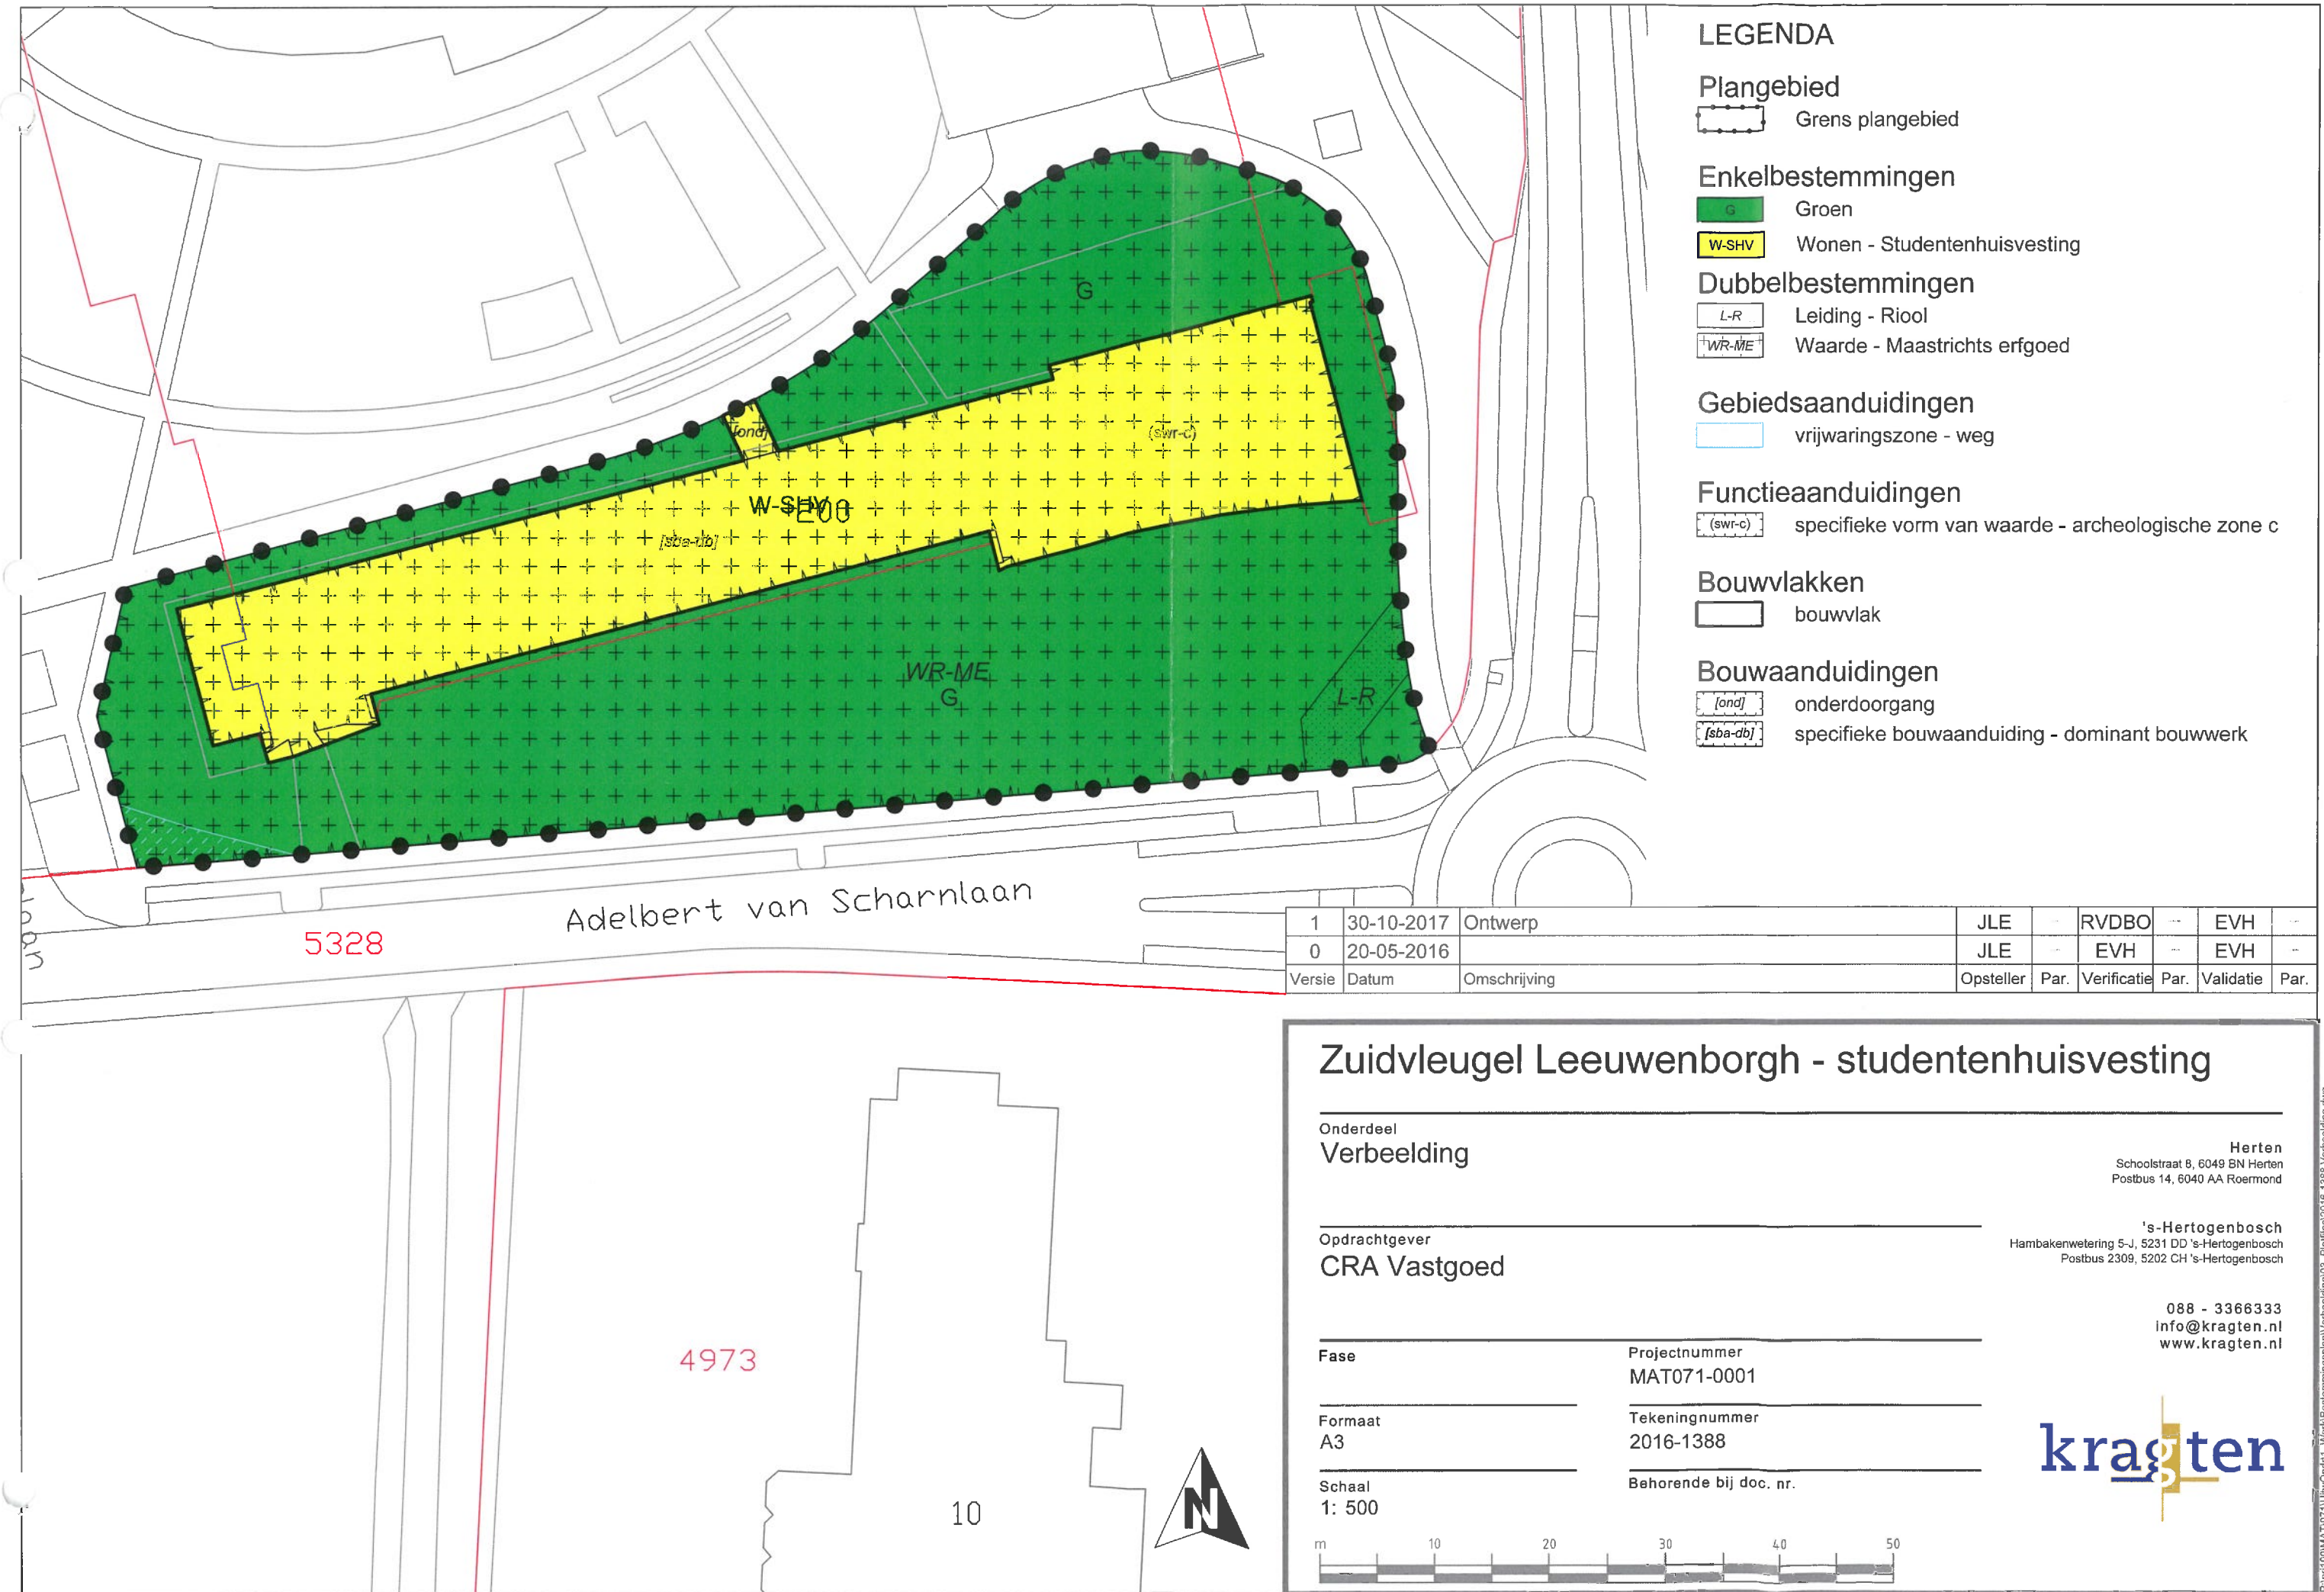 LEGENDA
Plangebied
Grens plangebied
Enkelbestemmingen
G Groen
W-SHV Wonen - Studentenhuisvesting
Dubbelbestemmingen
L-R Leiding - Riool
WR-ME Waarde - Maastrichts erfgoed
Gebiedsaanduidingen
vrijwaringszone - weg
Functieaanduidingen
(swr-c) specifieke vorm van waarde - archeologische zone c
Bouwvlakken
bouwvlak
Bouwaanduidingen
[ond] onderdoorgang
[sba-db] specifieke bouwaanduiding - dominant bouwwerk
G
[ond]
(swr-c)
W-SHV
[sba-db]
WR-ME
G
L-R
Adelbert van Scharnlaan
5328
4973
10
N
1 30-10-2017 Ontwerp JLE - RVDBO - EVH -
0 20-05-2016 JLE - EVH - EVH -
Versie Datum Omschrijving Opsteller Par. Verificatie Par. Validatie Par.
Zuidvleugel Leeuwenborgh - studentenhuisvesting
Onderdeel
Verbeelding
Opdrachtgever
CRA Vastgoed
Fase
Projectnummer
MAT071-0001
Formaat
A3
Tekeningnummer
2016-1388
Schaal
1: 500
Behorende bij doc. nr.
m 10 20 30 40 50
Herten
Schoolstraat 8, 6049 BN Herten
Postbus 14, 6040 AA Roermond
's-Hertogenbosch
Hambakenwetering 5-J, 5231 DD 's-Hertogenbosch
Postbus 2309, 5202 CH 's-Hertogenbosch
088 - 3366333
info@kragten.nl
www.kragten.nl
kragten